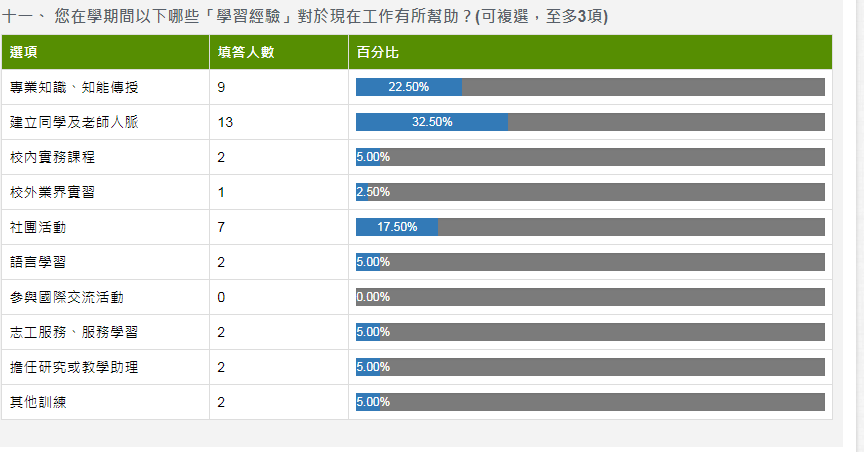 十一、 您在學期間以下哪些「學習經驗」對於現在工作有所幫助？(可複選，至多3項)
選項 填答人數 百分比
專業知識、知能傳授 9 22.50%
建立同學及老師人脈 13 32.50%
校內實務課程 2 5.00%
校外業界實習 1 2.50%
社團活動 7 17.50%
語言學習 2 5.00%
參與國際交流活動 0 0.00%
志工服務、服務學習 2 5.00%
擔任研究或教學助理 2 5.00%
其他訓練 2 5.00%